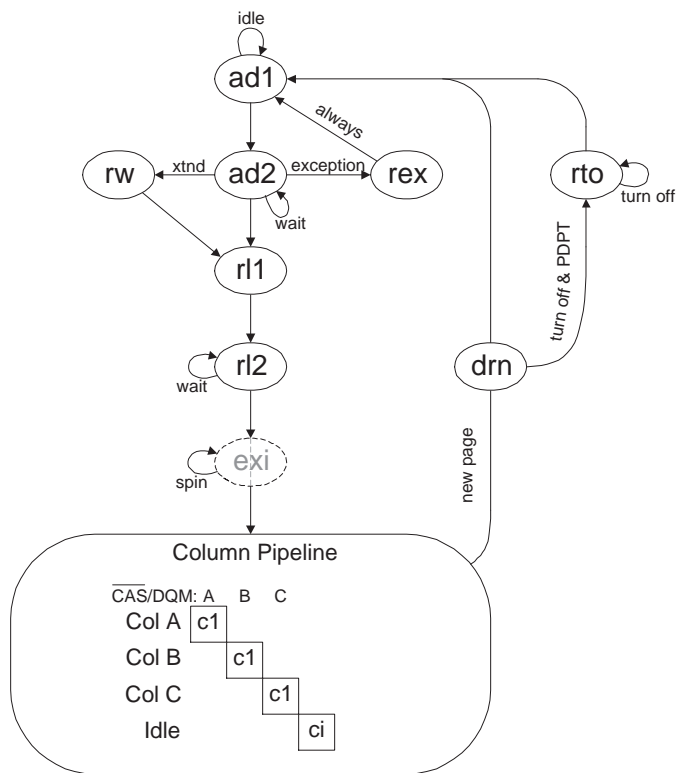 idle
ad1
always
rw
xtnd
ad2
exception
rex
rto
wait
turn off
rl1
turn off & PDPT
rl2
wait
drn
exi
spin
new page
Column Pipeline
CAS/DQM: A B C
Col A c1
Col B c1
Col C c1
Idle ci